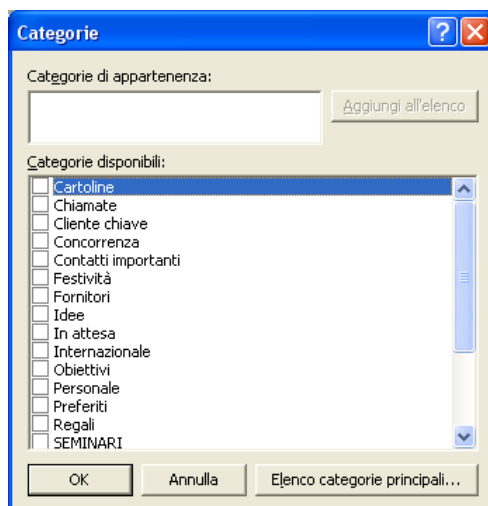 Categorie
Categorie di appartenenza:
Aggiungi all'elenco
Categorie disponibili:
Cartoline
Chiamate
Cliente chiave
Concorrenza
Contatti importanti
Festività
Fornitori
Idee
In attesa
Internazionale
Obiettivi
Personale
Preferiti
Regali
SEMINARI
OK Annulla Elenco categorie principali...